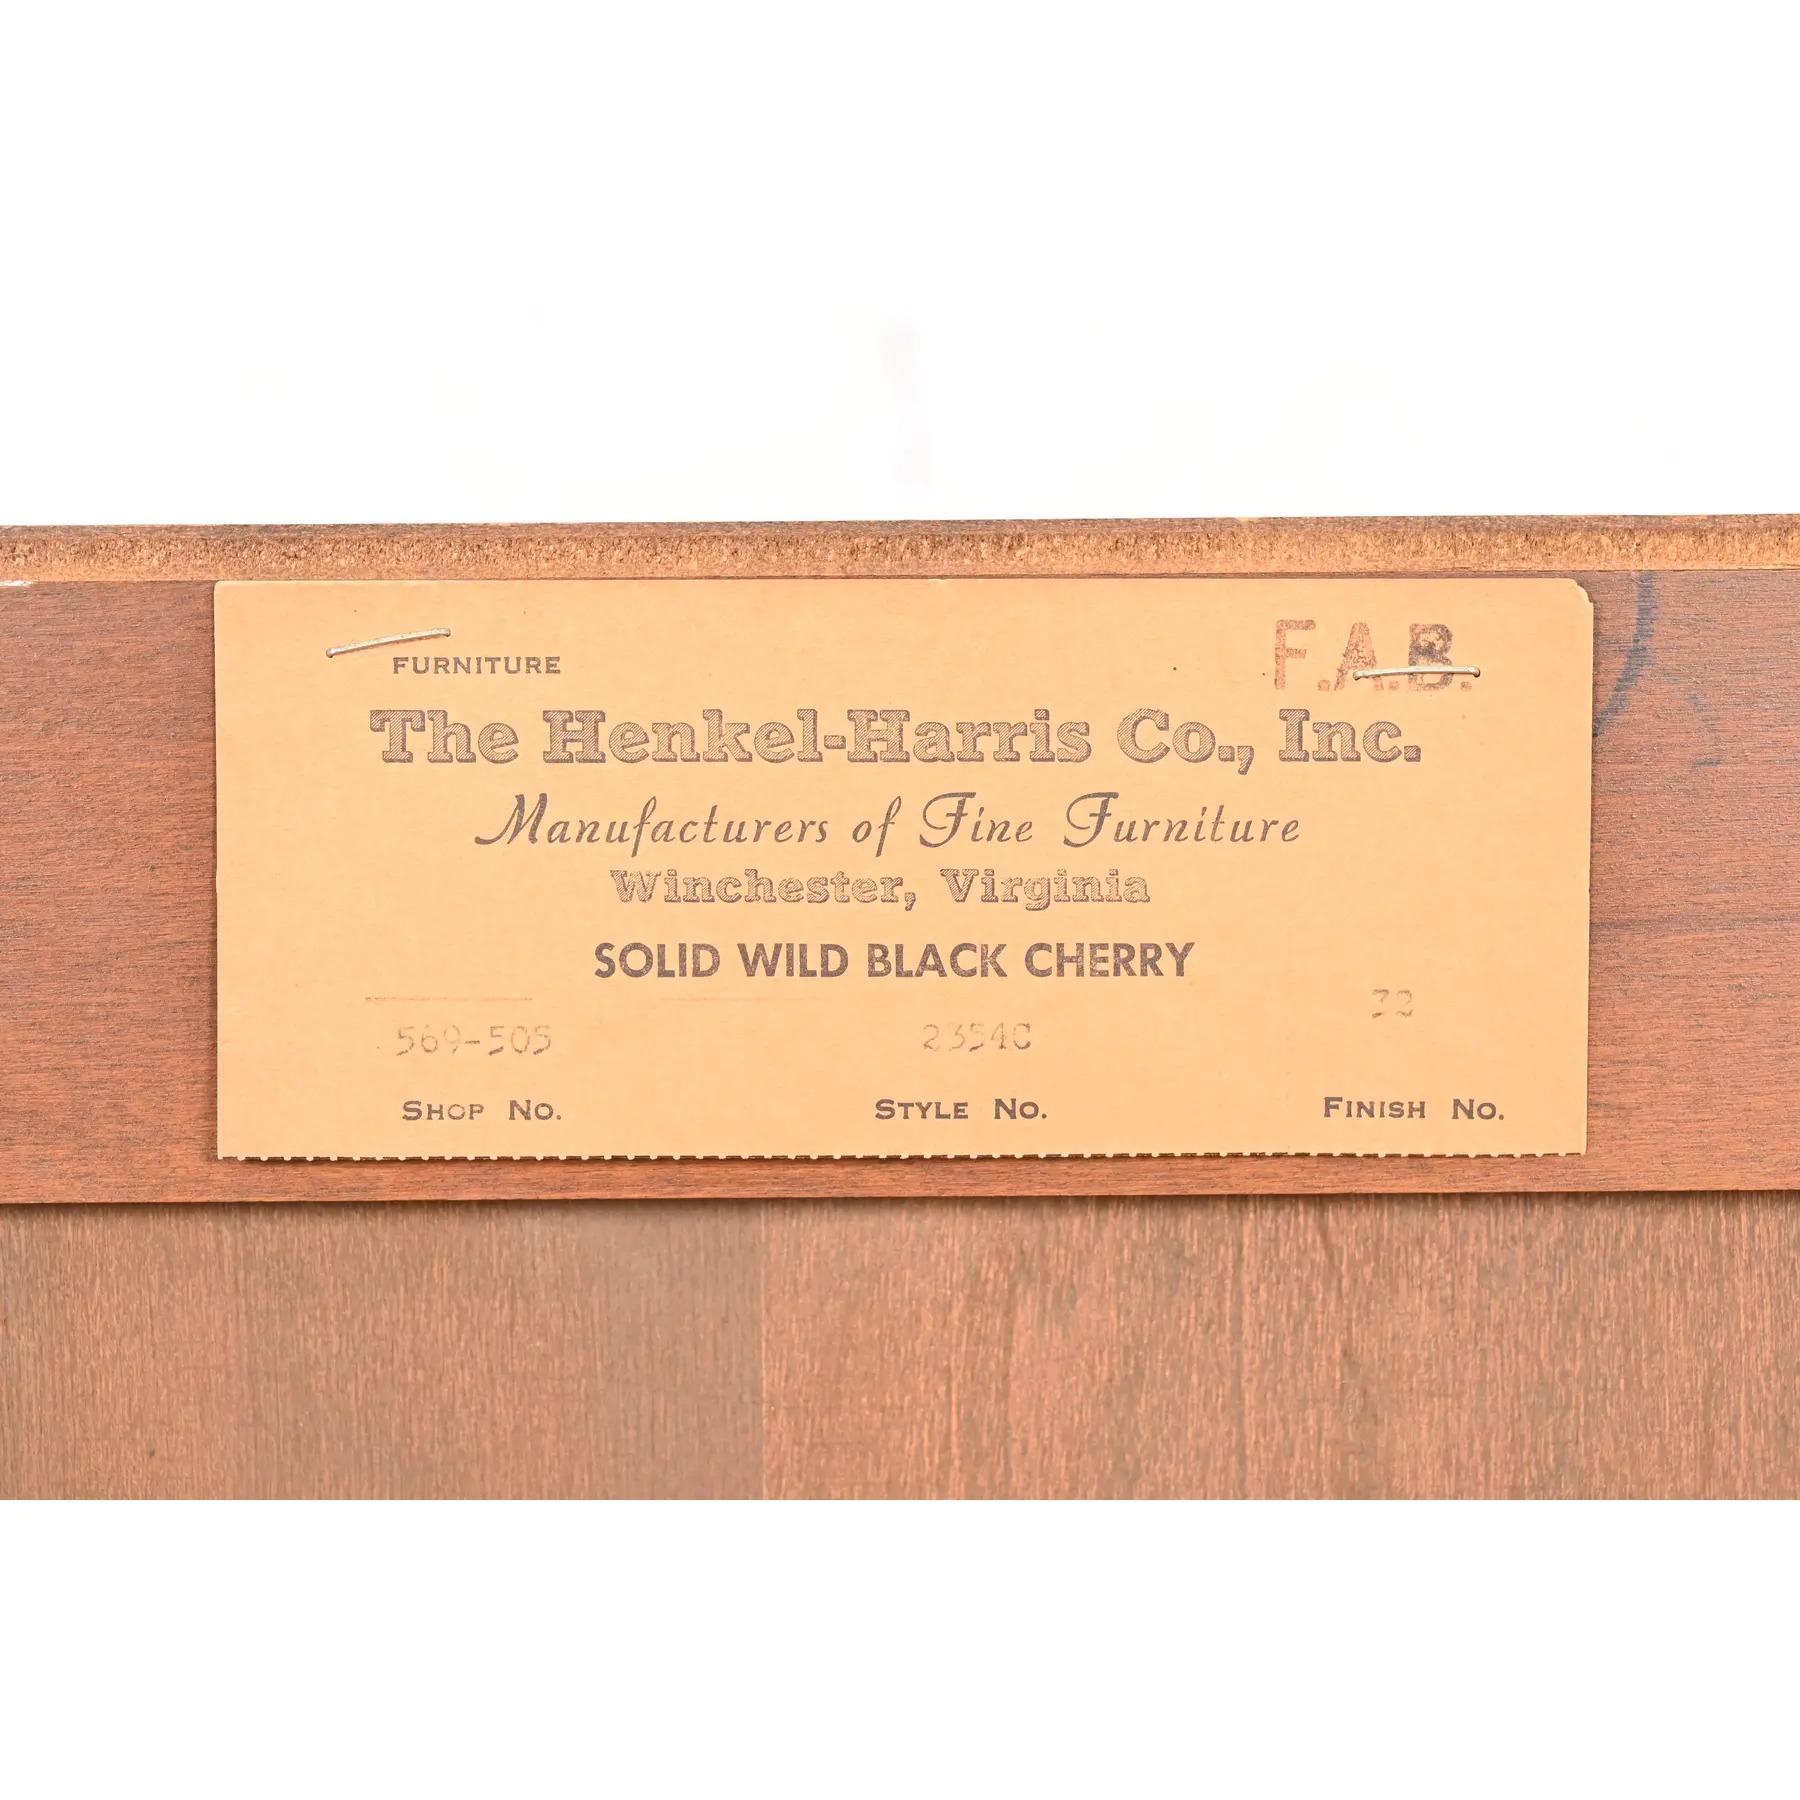 FURNITURE
F.A.B.
The Henkel-Harris Co., Inc.
Manufacturers of Fine Furniture
Winchester, Virginia
SOLID WILD BLACK CHERRY
569-505 2354C 32
SHOP NO. STYLE NO. FINISH NO.